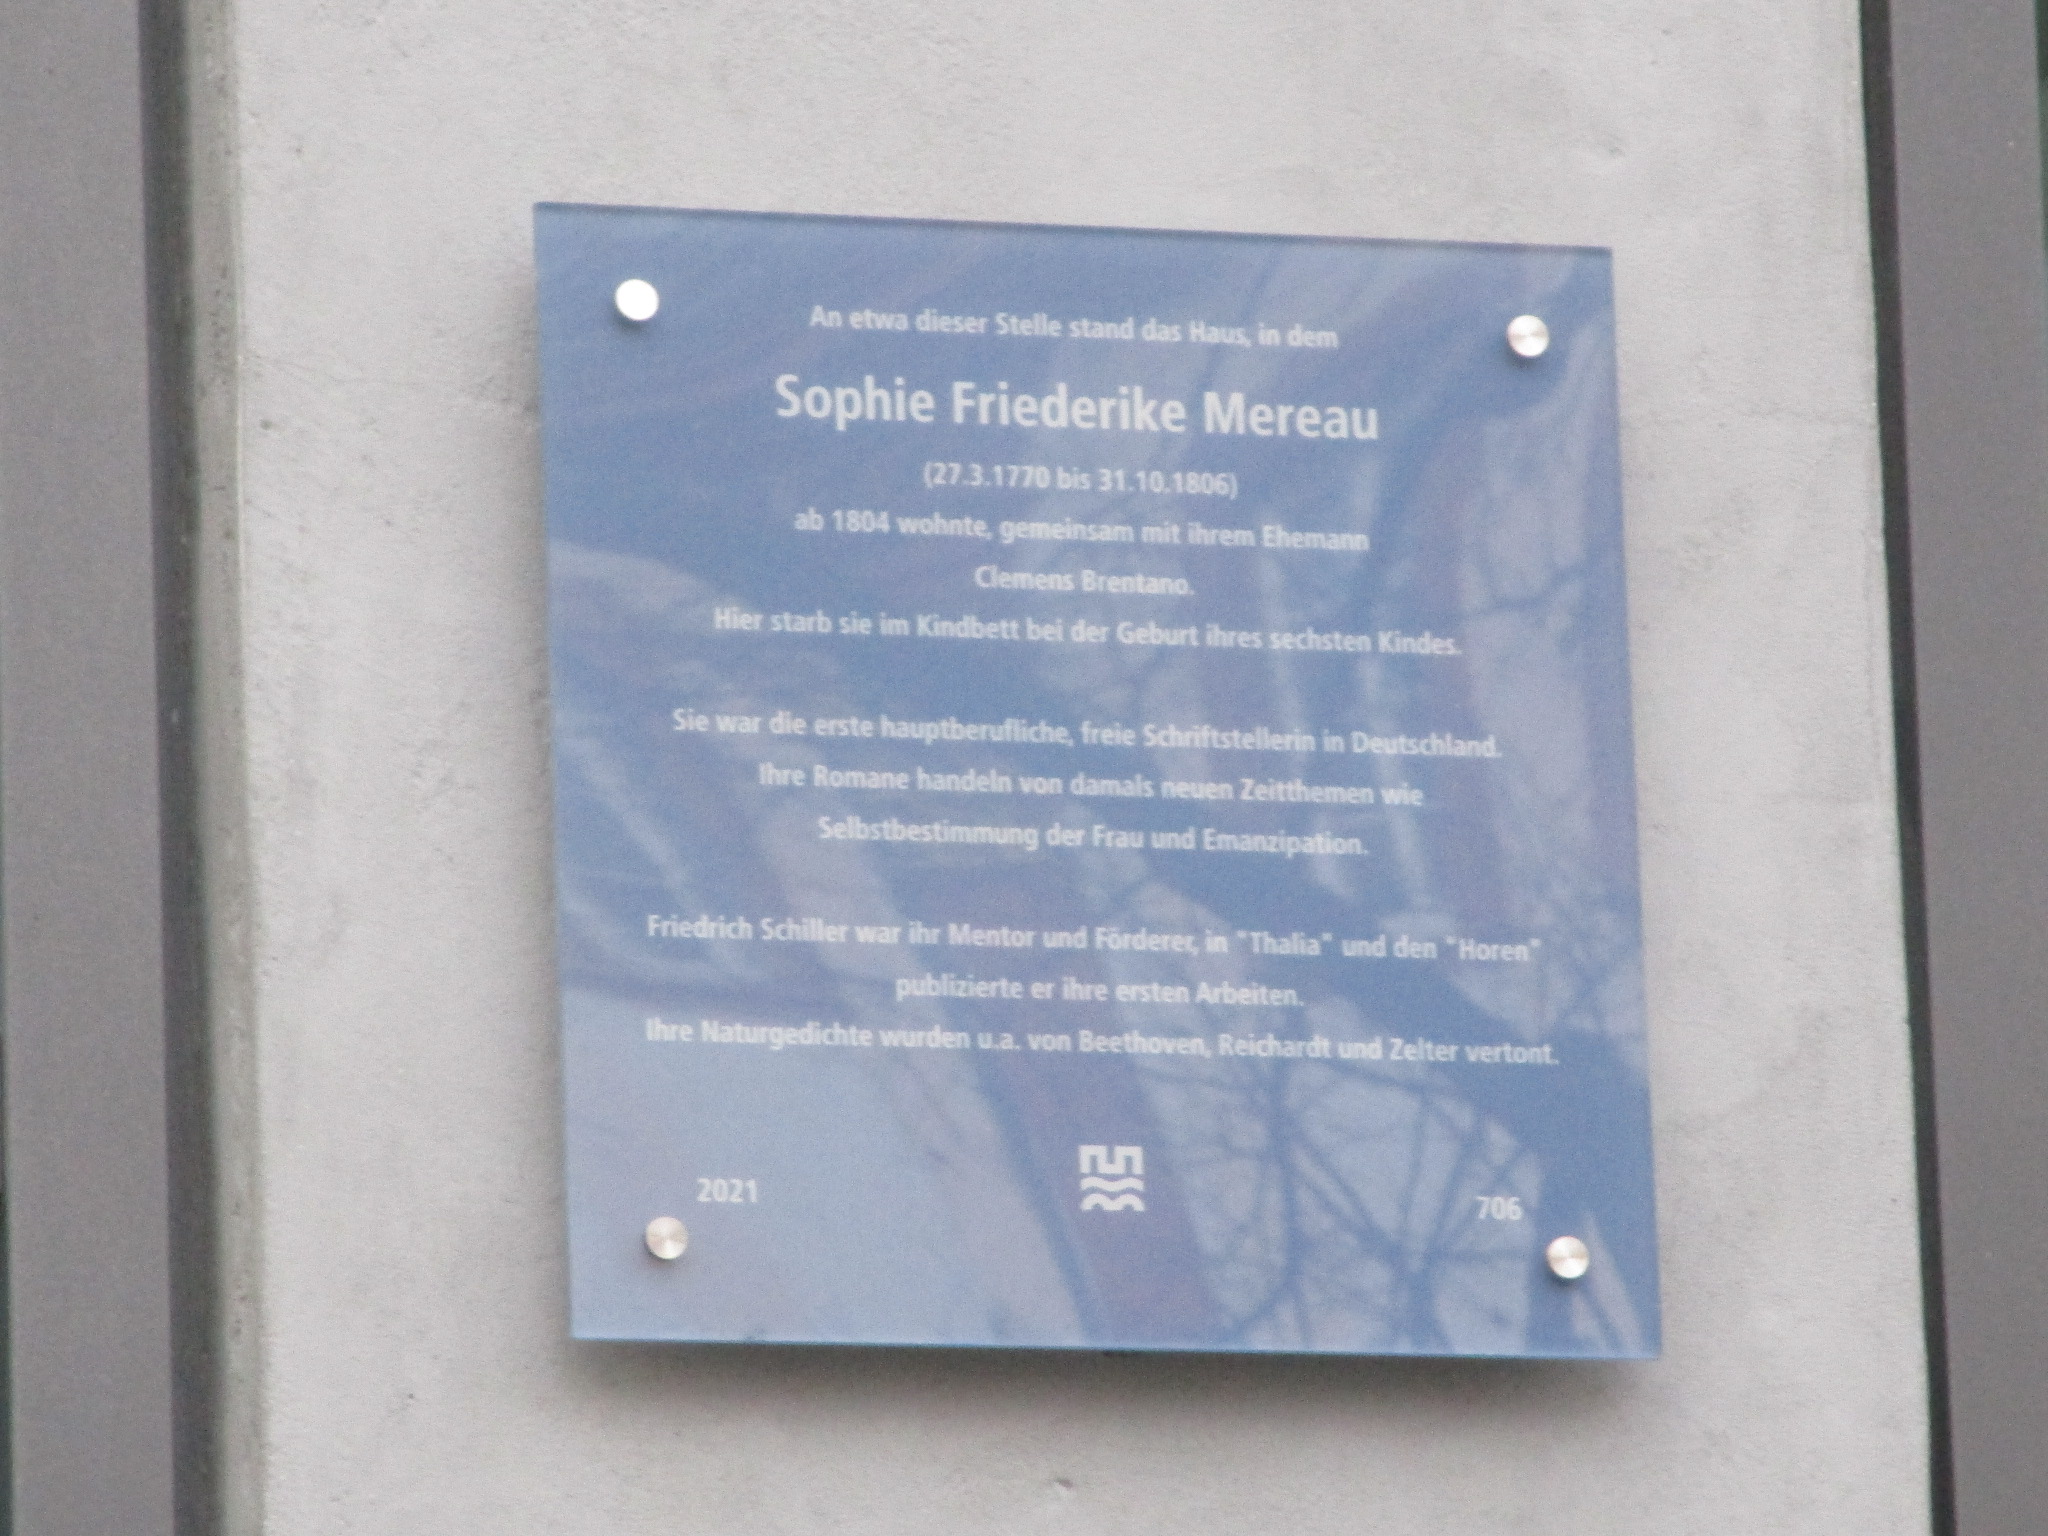 An etwa dieser Stelle stand das Haus, in dem
Sophie Friederike Mereau
(27.3.1770 bis 31.10.1806)
ab 1804 wohnte, gemeinsam mit ihrem Ehemann
Clemens Brentano.
Hier starb sie im Kindbett bei der Geburt ihres sechsten Kindes.
Sie war die erste hauptberufliche, freie Schriftstellerin in Deutschland.
Ihre Romane handeln von damals neuen Zeitthemen wie
Selbstbestimmung der Frau und Emanzipation.
Friedrich Schiller war ihr Mentor und Förderer, in "Thalia" und den "Horen"
publizierte er ihre ersten Arbeiten.
Ihre Naturgedichte wurden u.a. von Beethoven, Reichardt und Zelter vertont.
2021
706